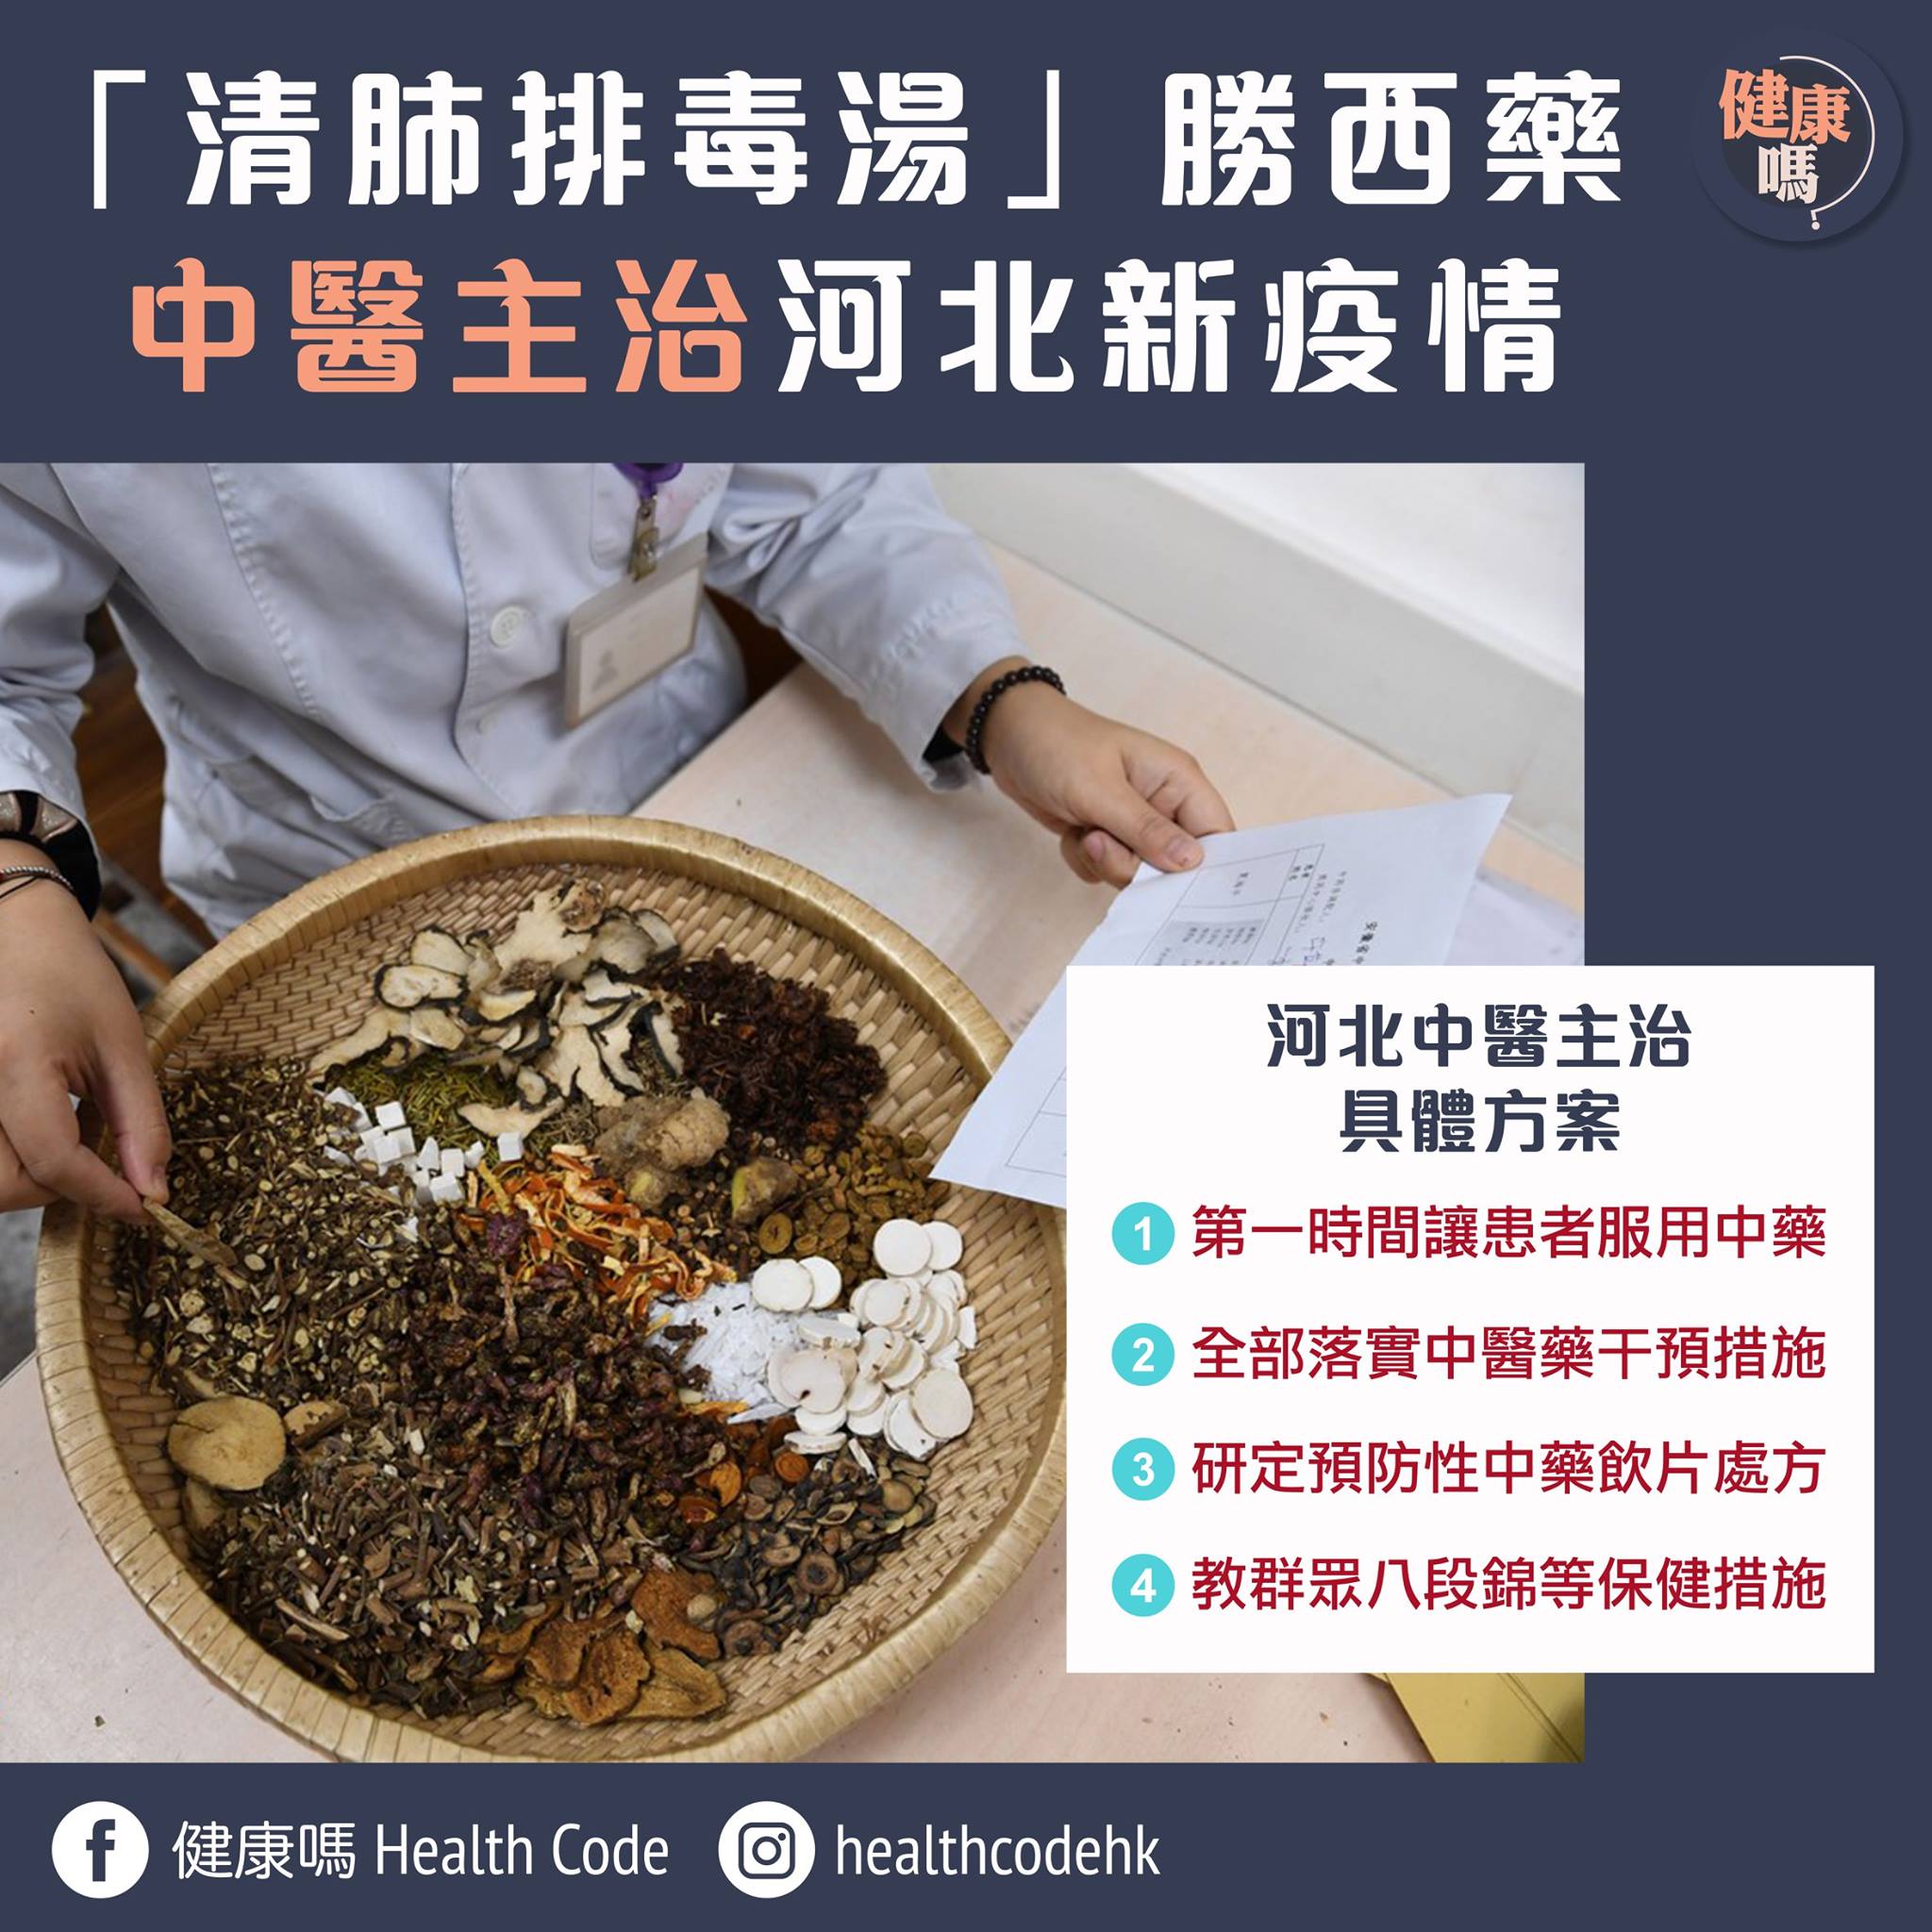 「清肺排毒湯」勝西藥
健康
嗎?
中醫主治河北新疫情
河北中醫主治
具體方案
1 第一時間讓患者服用中藥
2 全部落實中醫藥干預措施
3 研定預防性中藥飲片處方
4 教群眾八段錦等保健措施
f 健康嗎 Health Code
healthcodehk